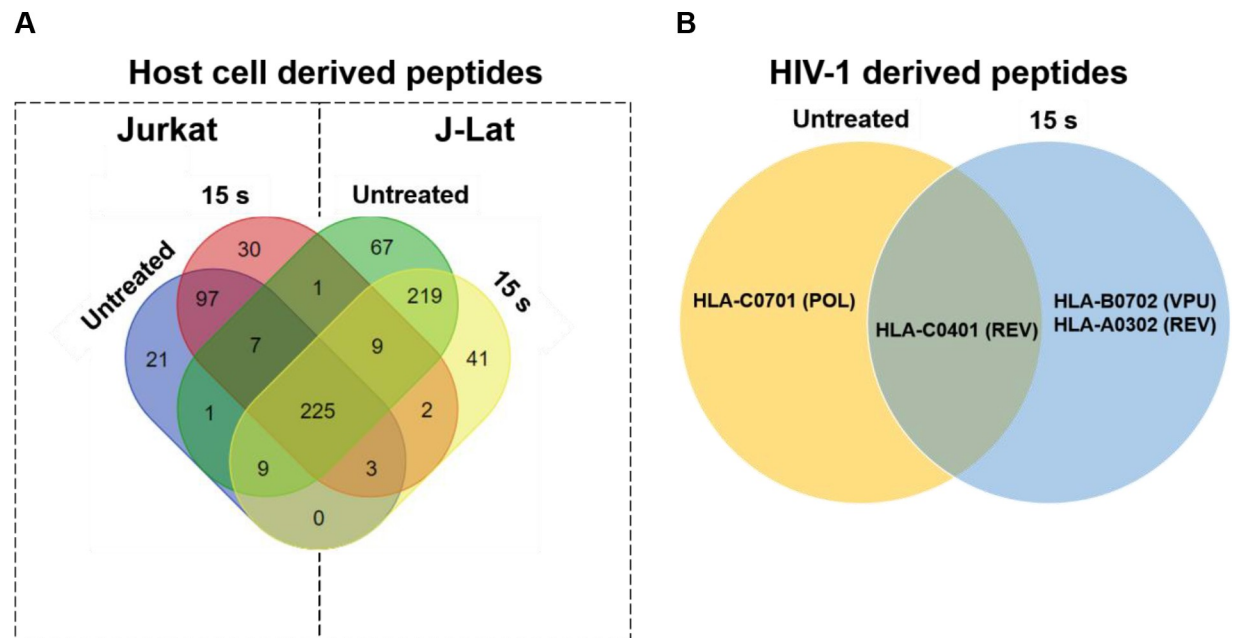 A
Host cell derived peptides
Jurkat
J-Lat
15 s
Untreated
Untreated
15 s
30
67
97
1
219
21
7
9
41
1
225
2
9
3
0
B
HIV-1 derived peptides
Untreated
15 s
HLA-C0701 (POL)
HLA-C0401 (REV)
HLA-B0702 (VPU)
HLA-A0302 (REV)